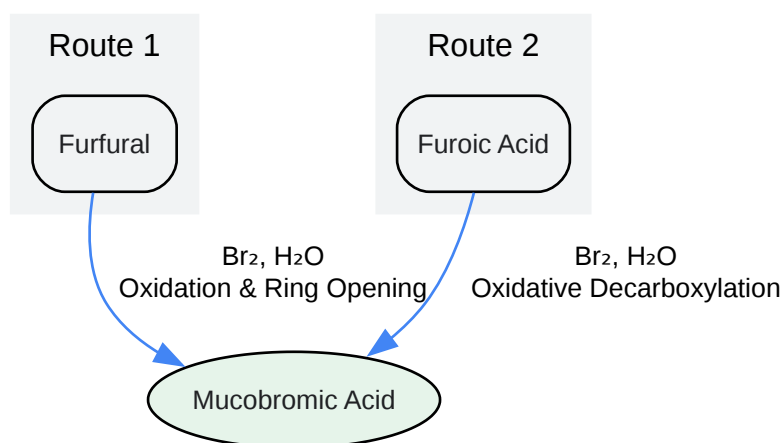 Route 1
Furfural
Route 2
Furoic Acid
Br₂, H₂O
Oxidation & Ring Opening
Br₂, H₂O
Oxidative Decarboxylation
Mucobromic Acid